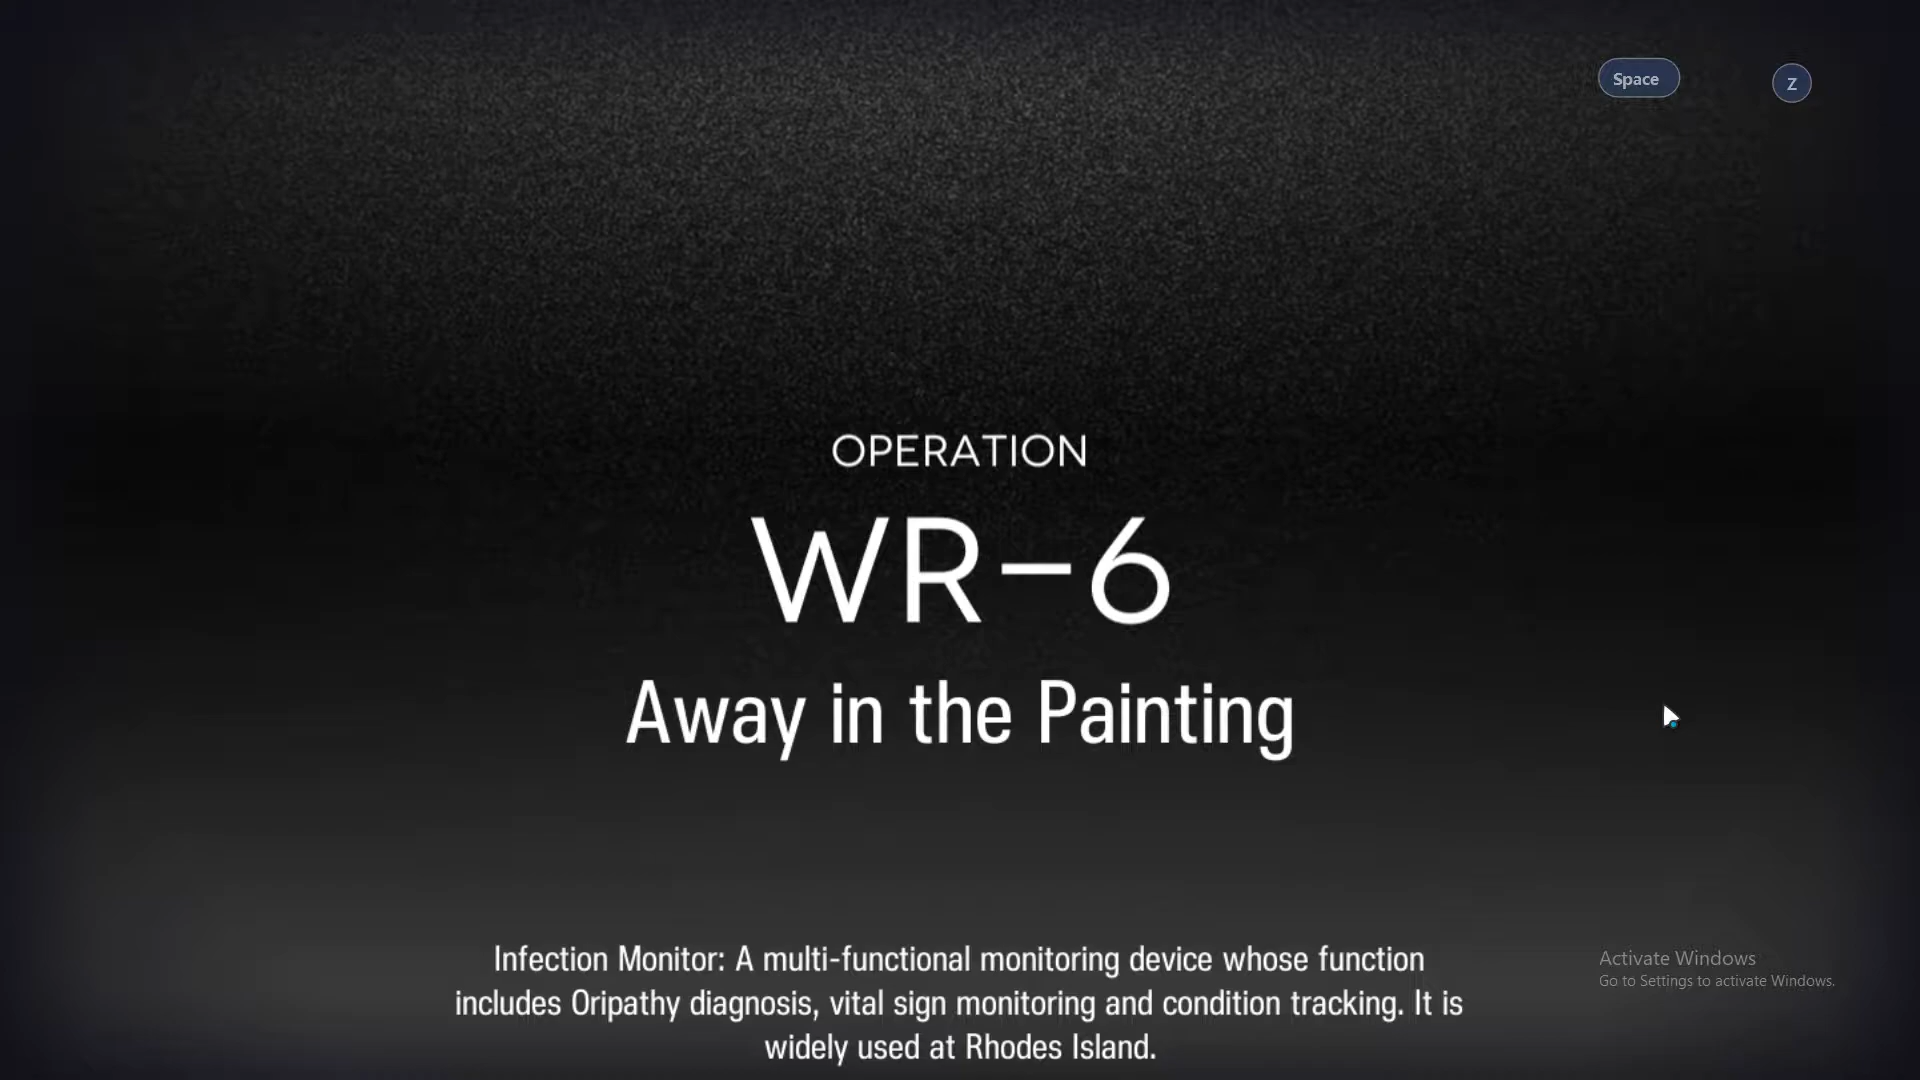 Space
Z
OPERATION
WR-6
Away in the Painting
Infection Monitor: A multi-functional monitoring device whose function
includes Oripathy diagnosis, vital sign monitoring and condition tracking. It is
widely used at Rhodes Island.
Activate Windows
Go to Settings to activate Windows.